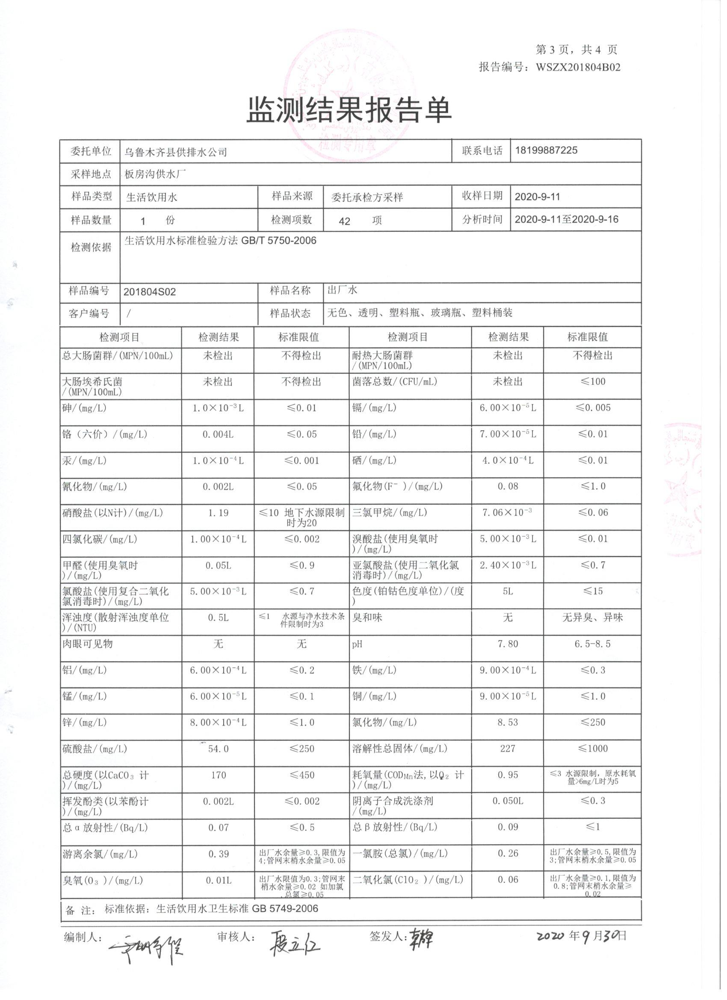 第 3 页，共 4 页
报告编号：WSZX201804B02
监测结果报告单
委托单位 乌鲁木齐县供排水公司 联系电话 18199887225
采样地点 板房沟供水厂
样品类型 生活饮用水 样品来源 委托承检方采样 收样日期 2020-9-11
样品数量 1 份 检测项数 42 项 分析时间 2020-9-11至2020-9-16
检测依据 生活饮用水标准检验方法 GB/T 5750-2006
样品编号 201804S02 样品名称 出厂水
客户编号 / 样品状态 无色、透明、塑料瓶、玻璃瓶、塑料桶装
检测项目 检测结果 标准限值 检测项目 检测结果 标准限值
总大肠菌群/(MPN/100mL) 未检出 不得检出 耐热大肠菌群
/(MPN/100mL) 未检出 不得检出
大肠埃希氏菌
/(MPN/100mL) 未检出 不得检出 菌落总数/(CFU/mL) 未检出 ≤100
砷/(mg/L) 1.0×10⁻³L ≤0.01 镉/(mg/L) 6.00×10⁻⁵L ≤0.005
铬（六价）/(mg/L) 0.004L ≤0.05 铅/(mg/L) 7.00×10⁻⁵L ≤0.01
汞/(mg/L) 1.0×10⁻⁴L ≤0.001 硒/(mg/L) 4.0×10⁻⁴L ≤0.01
氰化物/(mg/L) 0.002L ≤0.05 氟化物(F⁻ )/(mg/L) 0.08 ≤1.0
硝酸盐(以N计)/(mg/L) 1.19 ≤10 地下水源限制
时为20 三氯甲烷/(mg/L) 7.06×10⁻³ ≤0.06
四氯化碳/(mg/L) 1.00×10⁻⁴L ≤0.002 溴酸盐(使用臭氧时
)/(mg/L) 5.00×10⁻³L ≤0.01
甲醛(使用臭氧时
)/(mg/L) 0.05L ≤0.9 亚氯酸盐(使用二氧化氯
消毒时)/(mg/L) 2.40×10⁻³L ≤0.7
氯酸盐(使用复合二氧化
氯消毒时)/(mg/L) 5.00×10⁻³L ≤0.7 色度(铂钴色度单位)/(度
) 5L ≤15
浑浊度(散射浑浊度单位
)/(NTU) 0.5L ≤1 水源与净水技术条
件限制时为3 臭和味 无 无异臭、异味
肉眼可见物 无 无 pH 7.80 6.5-8.5
铝/(mg/L) 6.00×10⁻⁴L ≤0.2 铁/(mg/L) 9.00×10⁻⁴L ≤0.3
锰/(mg/L) 6.00×10⁻⁵L ≤0.1 铜/(mg/L) 9.00×10⁻⁵L ≤1.0
锌/(mg/L) 8.00×10⁻⁴L ≤1.0 氯化物/(mg/L) 8.53 ≤250
硫酸盐/(mg/L) 54.0 ≤250 溶解性总固体/(mg/L) 227 ≤1000
总硬度(以CaCO₃ 计
)/(mg/L) 170 ≤450 耗氧量(CODMn法,以O₂ 计
)/(mg/L) 0.95 ≤3 水源限制，原水耗氧
量>6mg/L时为5
挥发酚类(以苯酚计
)/(mg/L) 0.002L ≤0.002 阴离子合成洗涤剂
/(mg/L) 0.050L ≤0.3
总α放射性/(Bq/L) 0.07 ≤0.5 总β放射性/(Bq/L) 0.09 ≤1
游离余氯/(mg/L) 0.39 出厂水余量≥0.3,限值为
4;管网末梢水余量≥0.05 一氯胺(总氯)/(mg/L) 0.26 出厂水余量≥0.5,限值为
3;管网末梢水余量≥0.05
臭氧(O₃ )/(mg/L) 0.01L 出厂水限值为0.3;管网末
梢水余量≥0.02 如加氯
,总氯≥0.05 二氧化氯(ClO₂ )/(mg/L) 0.06 出厂水余量≥0.1,限值为
0.8;管网末梢水余量≥
0.02
备 注： 标准依据：生活饮用水卫生标准 GB 5749-2006
编制人： 审核人： 段立仁 签发人: 2020 年 9 月 30 日
检测专用章